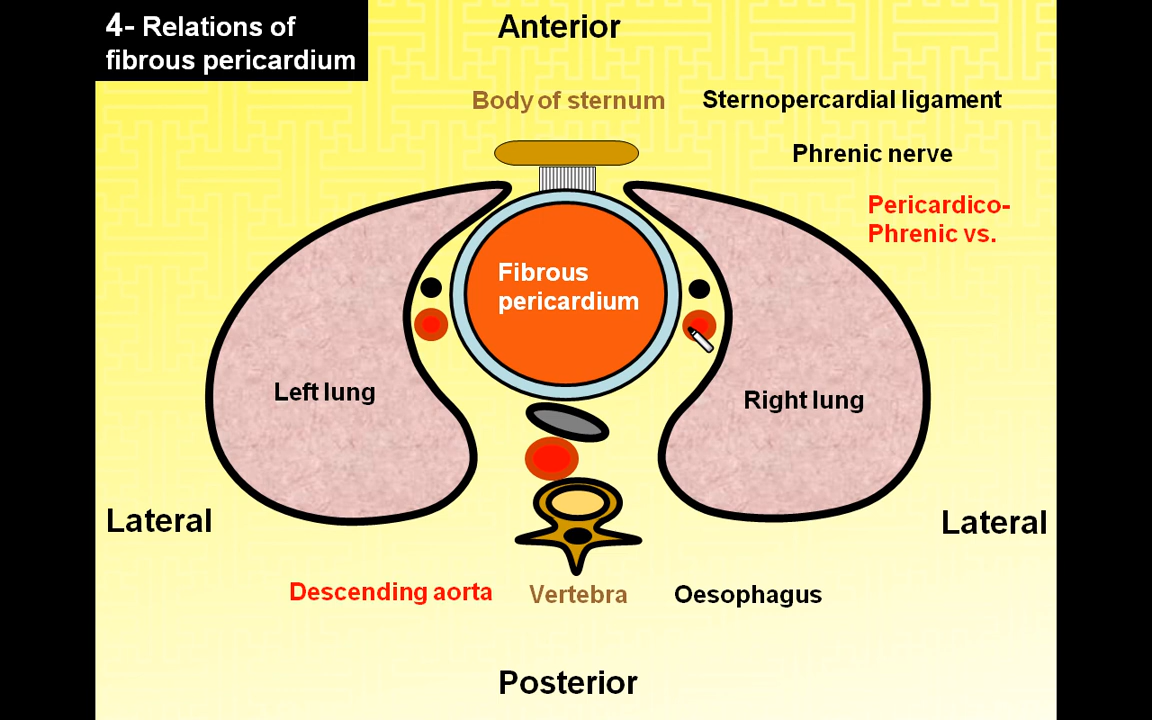 4- Relations of
fibrous pericardium
Anterior
Body of sternum
Sternopercardial ligament
Phrenic nerve
Pericardico-
Phrenic vs.
Fibrous
pericardium
Left lung
Right lung
Lateral
Lateral
Descending aorta
Vertebra
Oesophagus
Posterior